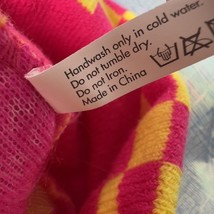 Handwash only in cold water.
Do not tumble dry.
Do not Iron.
Made in China